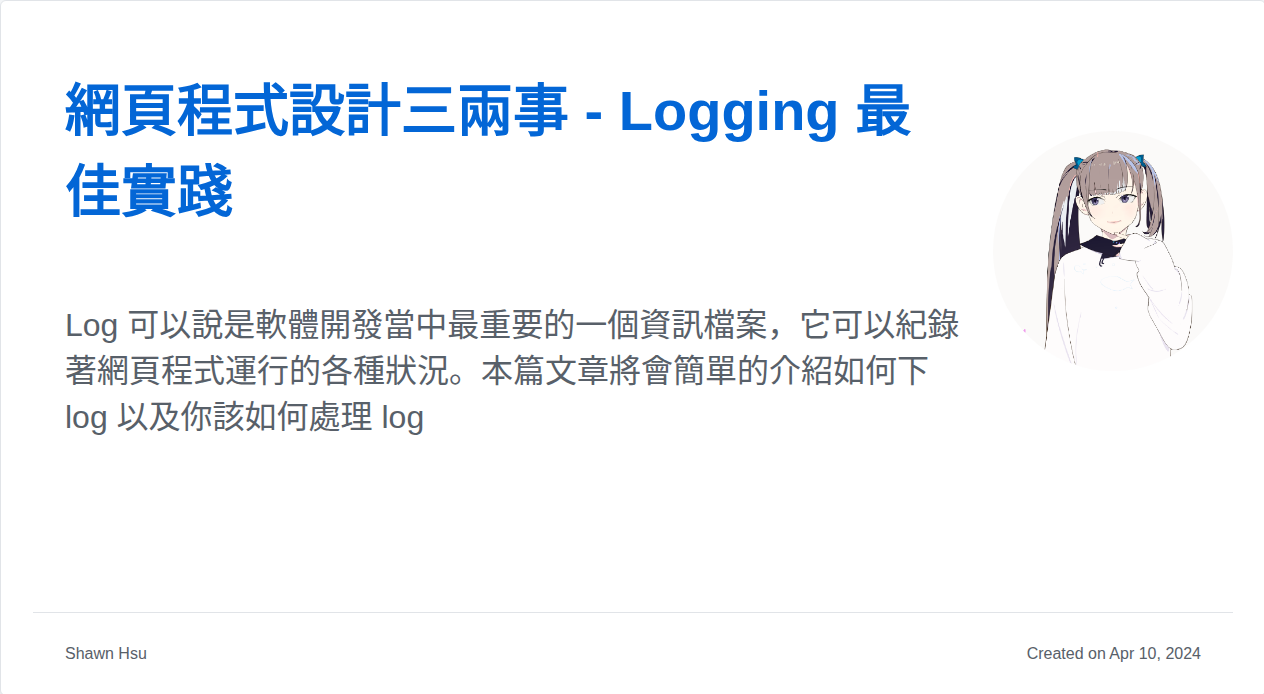 網頁程式設計三兩事 - Logging 最
佳實踐
Log 可以說是軟體開發當中最重要的一個資訊檔案，它可以紀錄
著網頁程式運行的各種狀況。本篇文章將會簡單的介紹如何下
log 以及你該如何處理 log
Shawn Hsu
Created on Apr 10, 2024